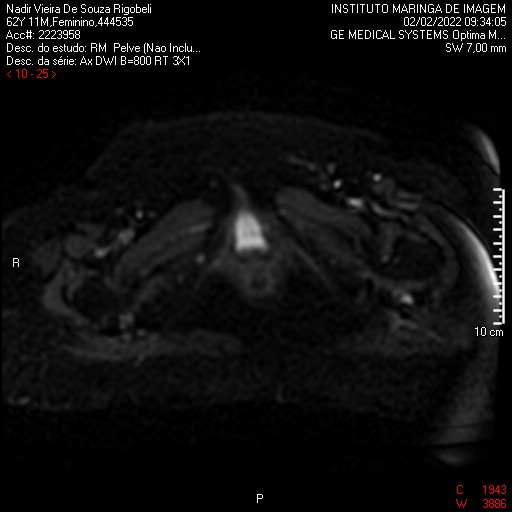 Nadir Vieira De Souza Rigobeli
62Y 11M,Feminino,444535
Acc#: 2223958
Desc. do estudo: RM Pelve (Nao Inclu...
Desc. da série: Ax DWI B=800 RT 3X1
< 10 - 25 >
INSTITUTO MARINGA DE IMAGEM
02/02/2022 09:34:05
GE MEDICAL SYSTEMS Optima M...
SW 7,00 mm
R
10 cm
P
C 1943
W 3886